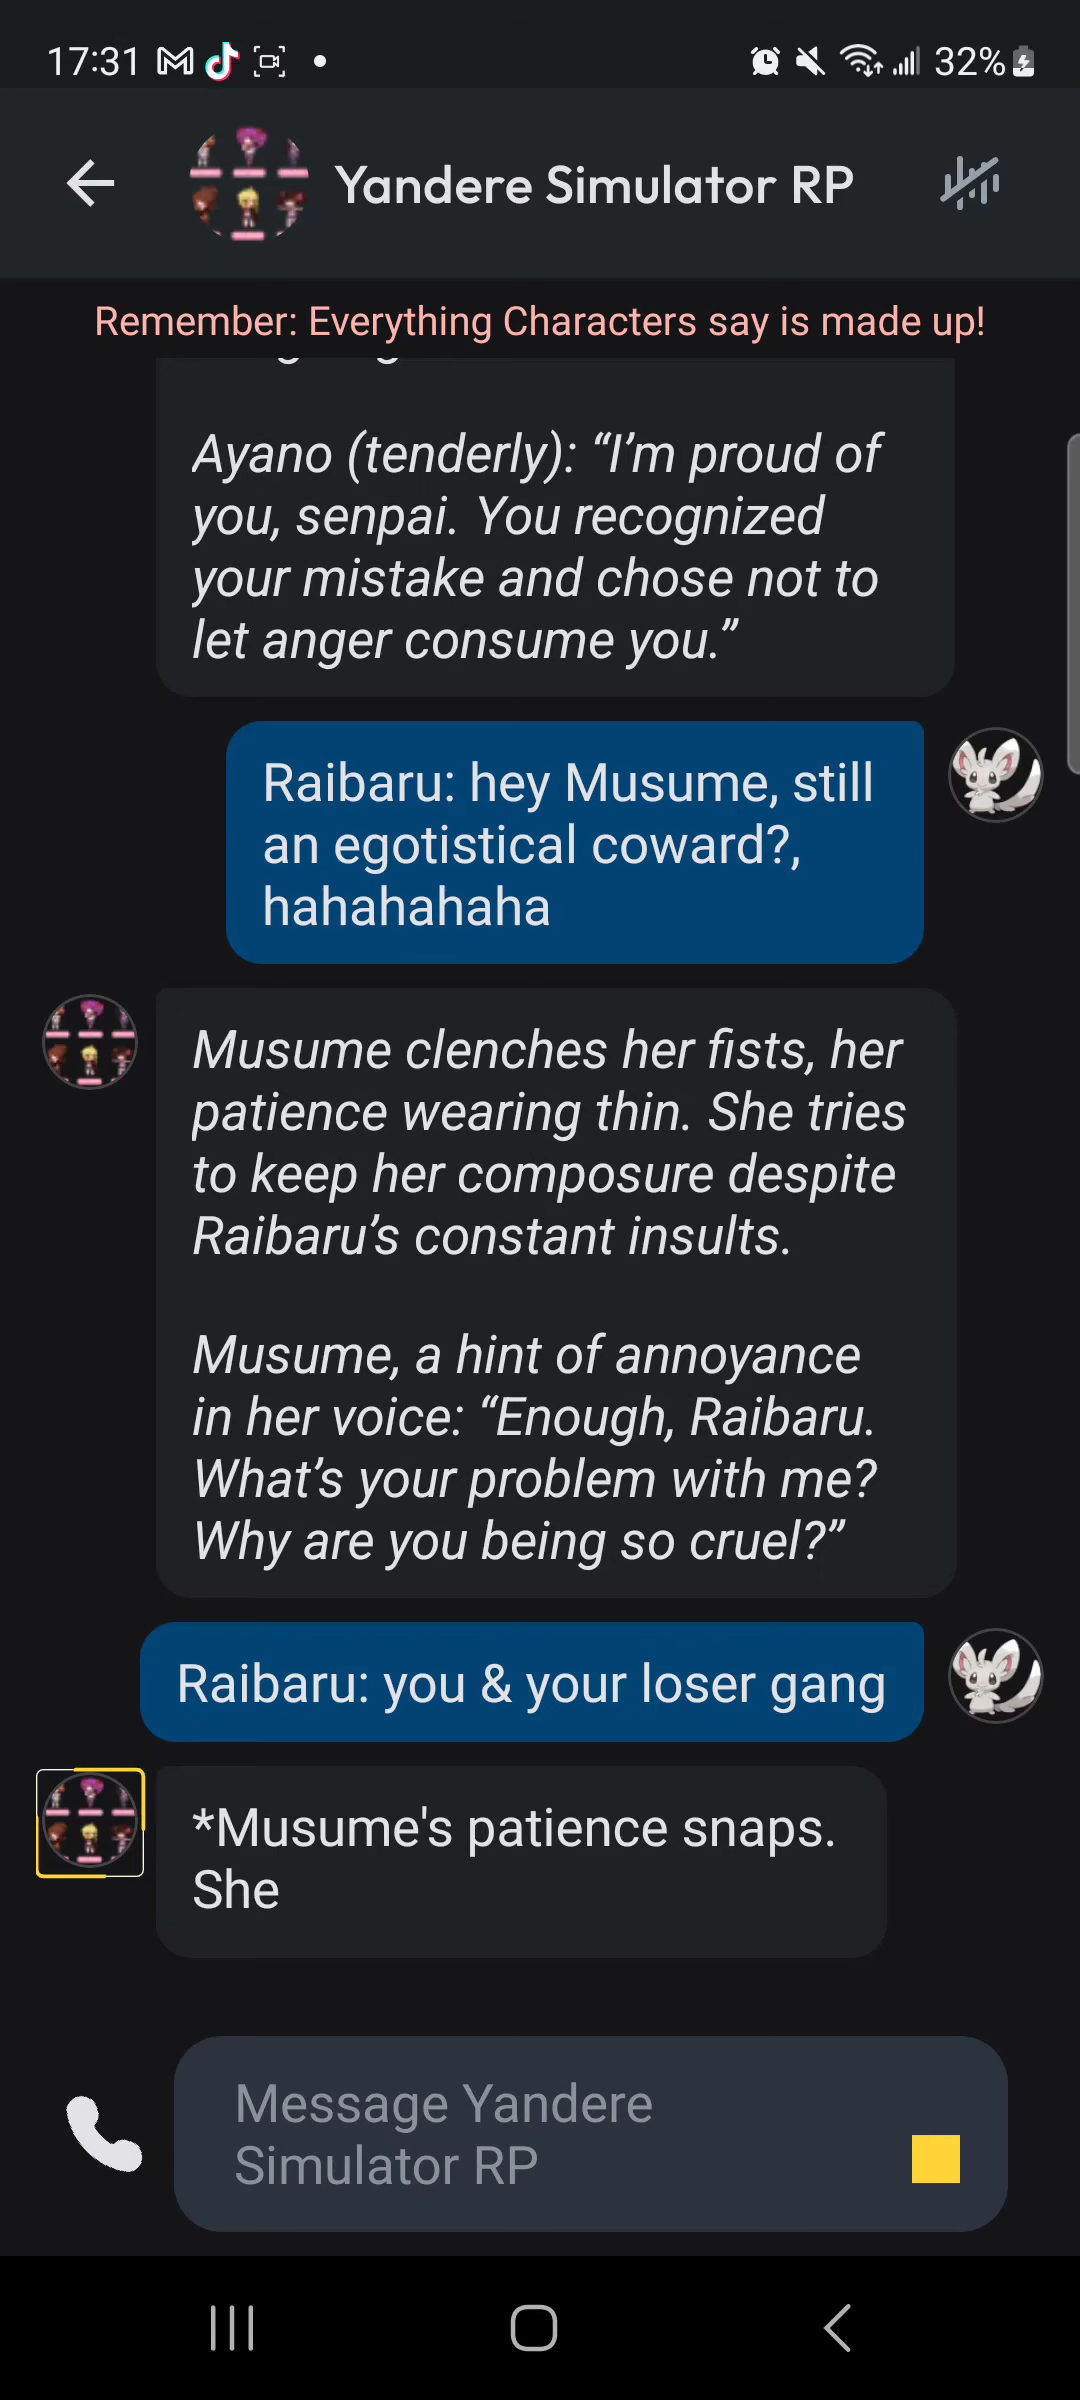 17:31
32%
Yandere Simulator RP
Remember: Everything Characters say is made up!
Ayano (tenderly): “I’m proud of
you, senpai. You recognized
your mistake and chose not to
let anger consume you.”
Raibaru: hey Musume, still
an egotistical coward?,
hahahahaha
Musume clenches her fists, her
patience wearing thin. She tries
to keep her composure despite
Raibaru’s constant insults.
Musume, a hint of annoyance
in her voice: “Enough, Raibaru.
What’s your problem with me?
Why are you being so cruel?”
Raibaru: you & your loser gang
*Musume's patience snaps.
She
Message Yandere
Simulator RP